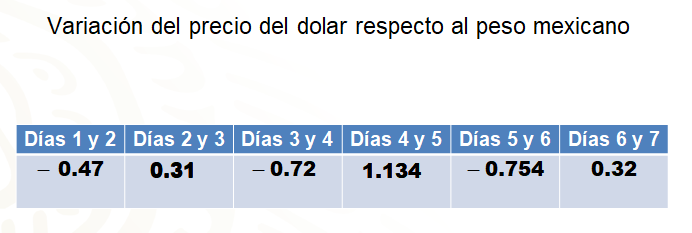 Variación del precio del dolar respecto al peso mexicano
Días 1 y 2 Días 2 y 3 Días 3 y 4 Días 4 y 5 Días 5 y 6 Días 6 y 7
– 0.47 0.31 – 0.72 1.134 – 0.754 0.32